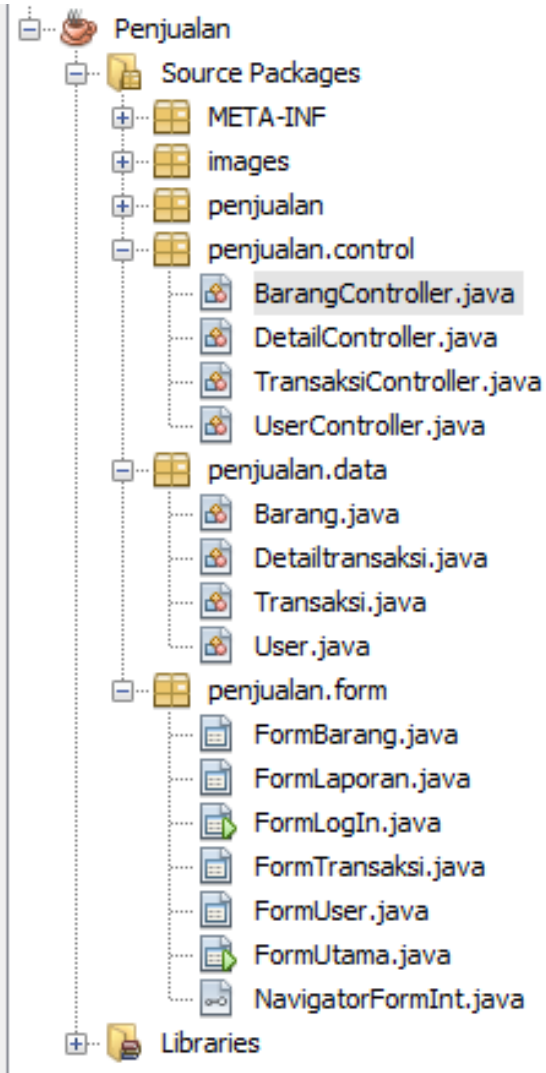 Penjualan
Source Packages
META-INF
images
penjualan
penjualan.control
BarangController.java
DetailController.java
TransaksiController.java
UserController.java
penjualan.data
Barang.java
Detailtransaksi.java
Transaksi.java
User.java
penjualan.form
FormBarang.java
FormLaporan.java
FormLogIn.java
FormTransaksi.java
FormUser.java
FormUtama.java
NavigatorFormInt.java
Libraries